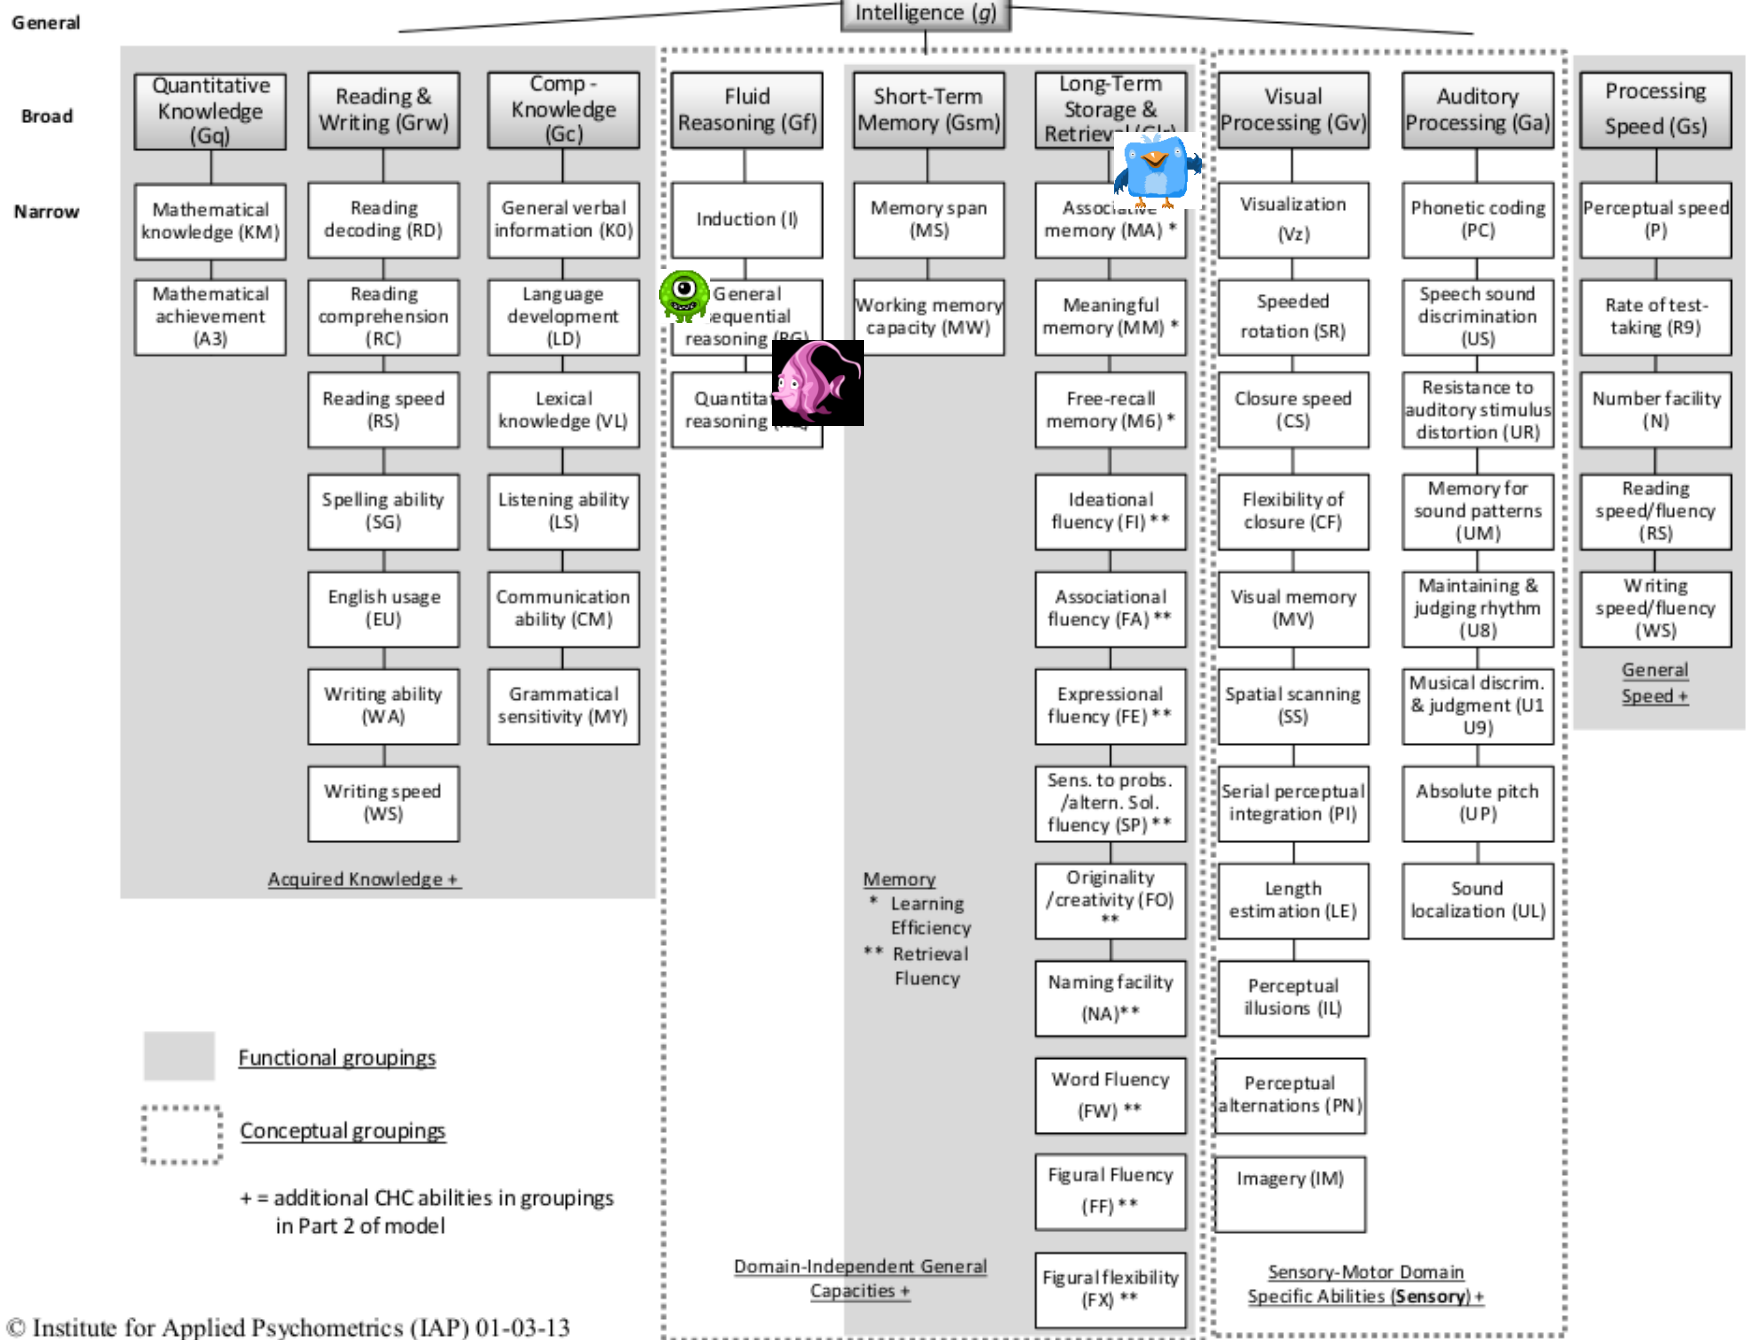 General
Intelligence (g)
Broad
Quantitative
Knowledge
(Gq)
Reading &
Writing (Grw)
Comp -
Knowledge
(Gc)
Fluid
Reasoning (Gf)
Short-Term
Memory (Gsm)
Long-Term
Storage &
Visual
Processing (Gv)
Auditory
Processing (Ga)
Processing
Speed (Gs)
Narrow
Mathematical
knowledge (KM)
Mathematical
achievement
(A3)
Reading
decoding (RD)
Reading
comprehension
(RC)
Reading speed
(RS)
Spelling ability
(SG)
English usage
(EU)
Writing ability
(WA)
Writing speed
(WS)
General verbal
information (K0)
Language
development
(LD)
Lexical
knowledge (VL)
Listening ability
(LS)
Communication
ability (CM)
Grammatical
sensitivity (MY)
Acquired Knowledge +
Induction (I)
General
reasoning
reasoning
Memory span
(MS)
Working memory
capacity (MW)
Memory
* Learning
Efficiency
** Retrieval
Fluency
memory (MA) *
Meaningful
memory (MM) *
Free-recall
memory (M6) *
Ideational
fluency (FI) **
Associational
fluency (FA) **
Expressional
fluency (FE) **
Sens. to probs.
/altern. Sol.
fluency (SP) **
Originality
/creativity (FO)
**
Naming facility
(NA)**
Word Fluency
(FW) **
Figural Fluency
(FF) **
Figural flexibility
(FX) **
Domain-Independent General
Capacities +
Visualization
(Vz)
Speeded
rotation (SR)
Closure speed
(CS)
Flexibility of
closure (CF)
Visual memory
(MV)
Spatial scanning
(SS)
Serial perceptual
integration (PI)
Length
estimation (LE)
Perceptual
illusions (IL)
Perceptual
alternations (PN)
Imagery (IM)
Phonetic coding
(PC)
Speech sound
discrimination
(US)
Resistance to
auditory stimulus
distortion (UR)
Memory for
sound patterns
(UM)
Maintaining &
judging rhythm
(U8)
Musical discrim.
& judgment (U1
U9)
Absolute pitch
(UP)
Sound
localization (UL)
Sensory-Motor Domain
Specific Abilities (Sensory) +
Perceptual speed
(P)
Rate of test-
taking (R9)
Number facility
(N)
Reading
speed/fluency
(RS)
Writing
speed/fluency
(WS)
General
Speed +
Functional groupings
Conceptual groupings
+ = additional CHC abilities in groupings
in Part 2 of model
© Institute for Applied Psychometrics (IAP) 01-03-13